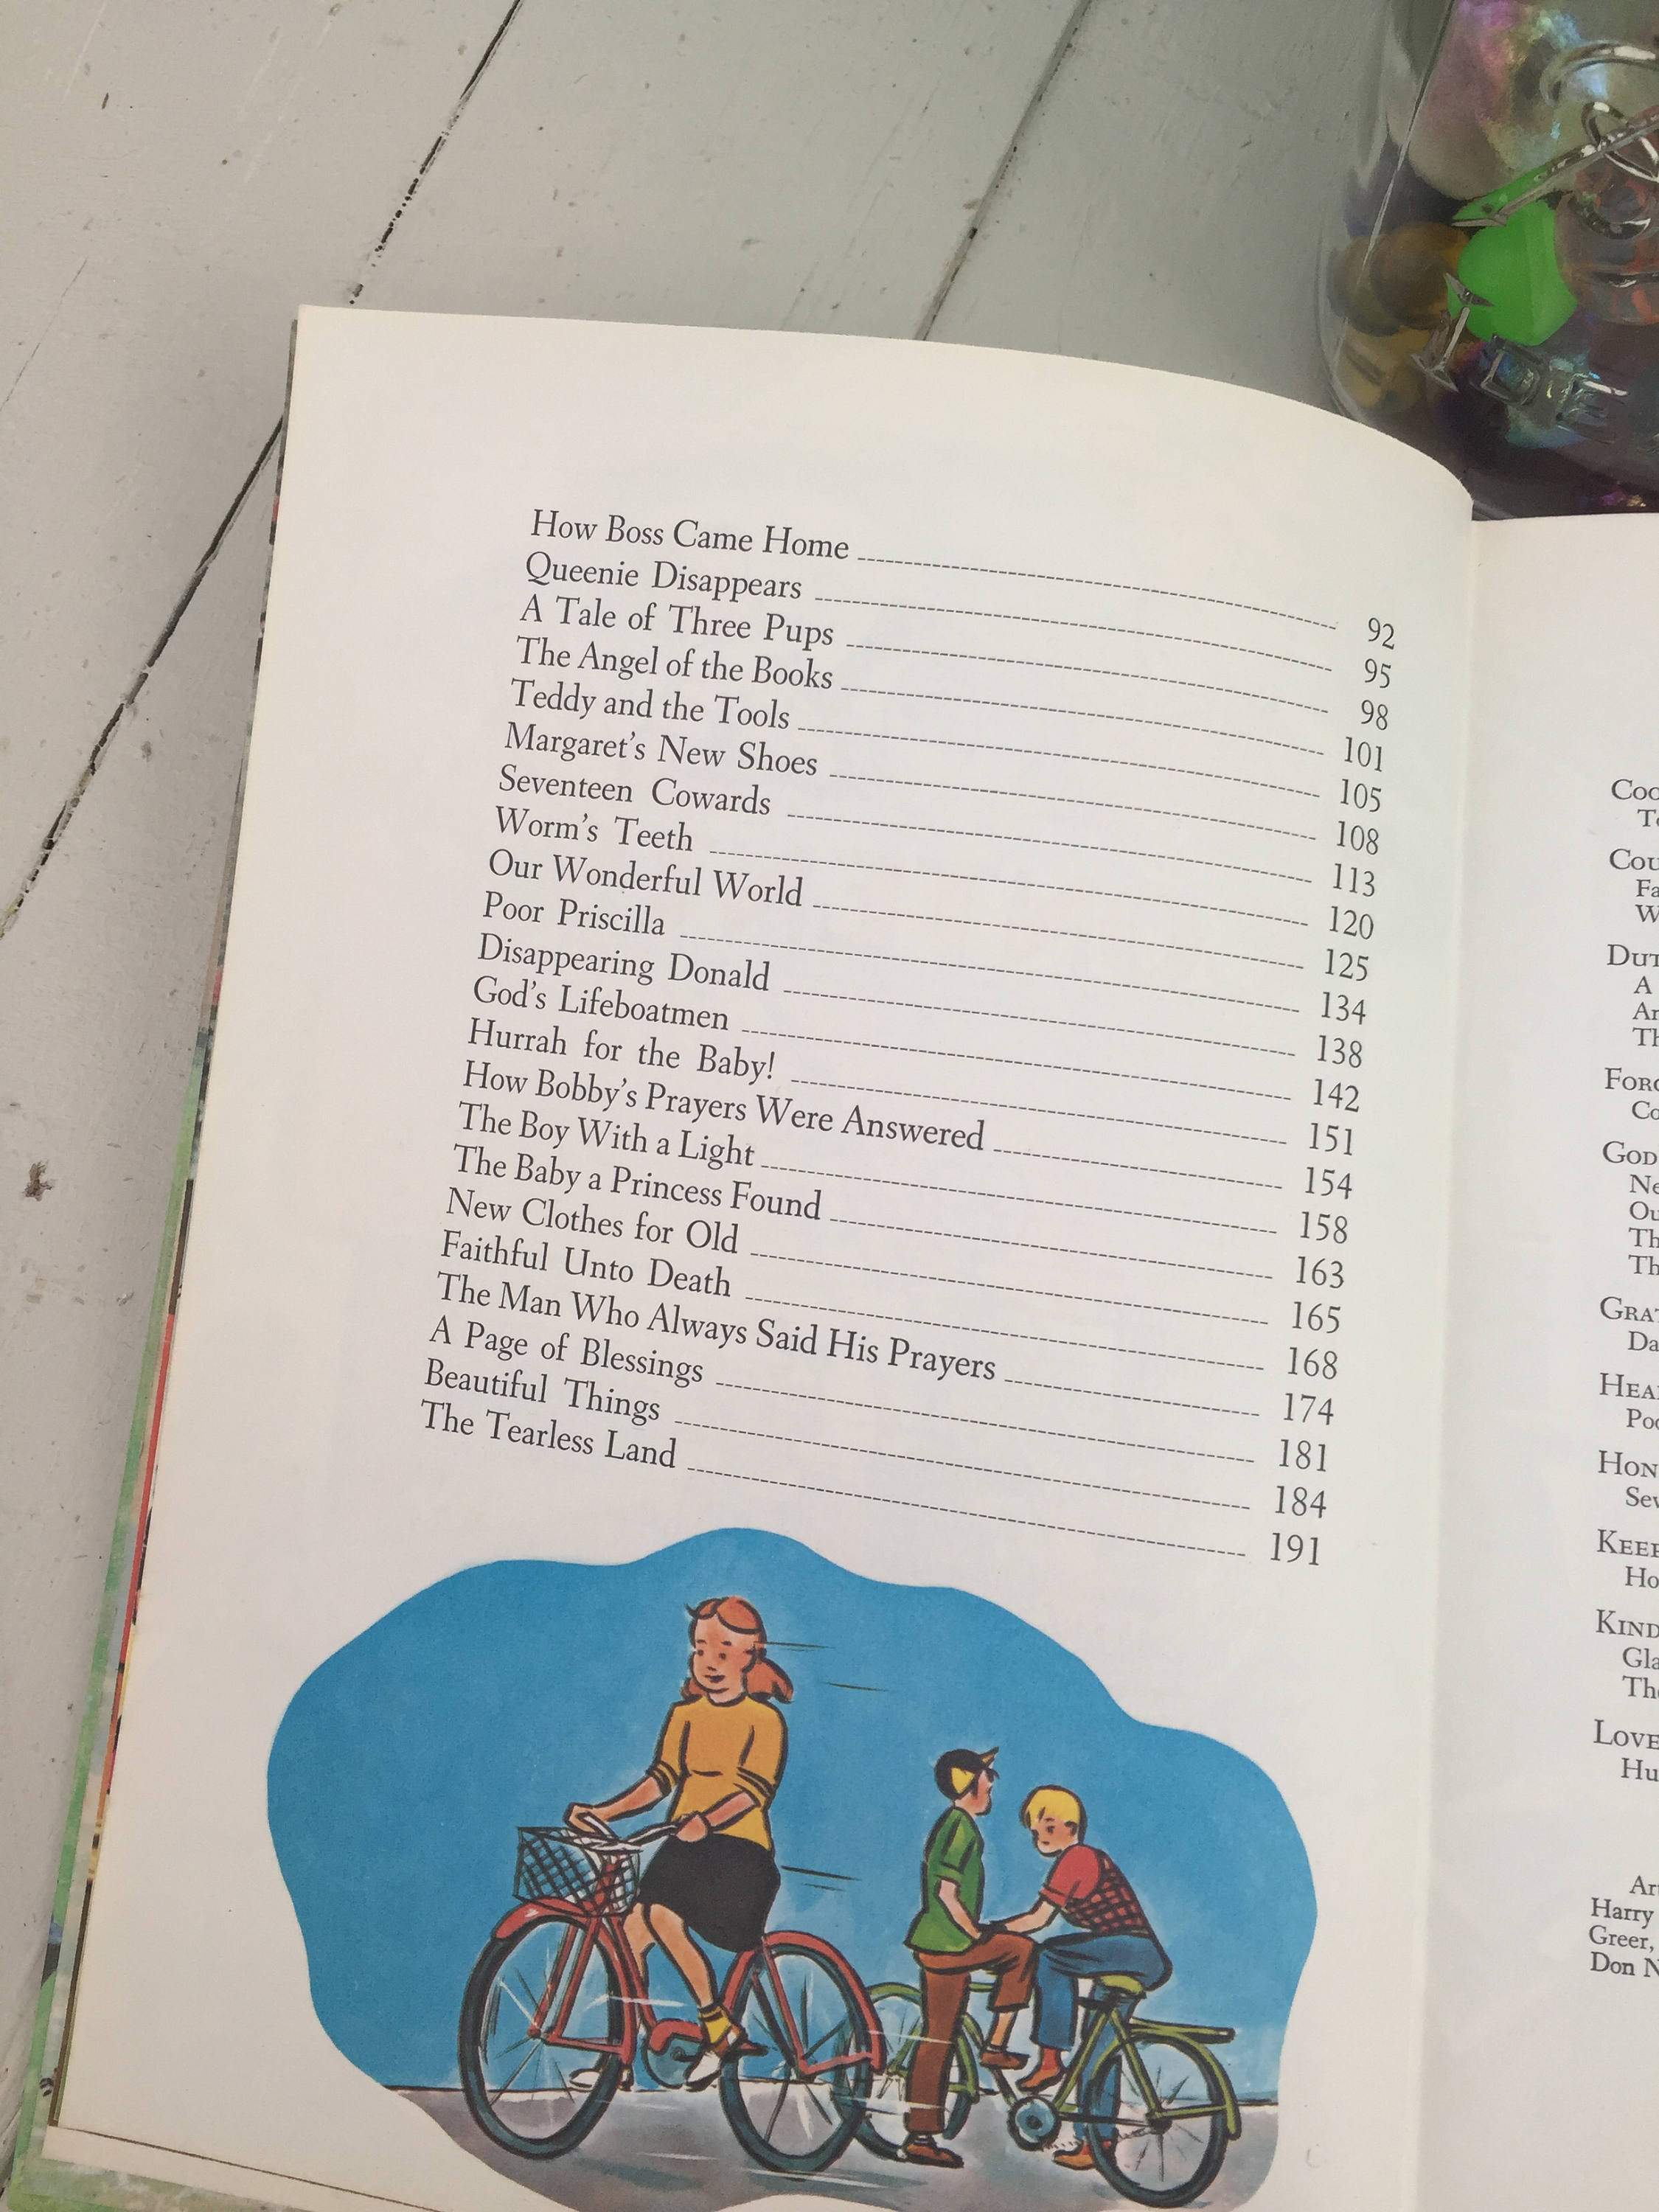 How Boss Came Home 92
Queenie Disappears 95
A Tale of Three Pups 98
The Angel of the Books 101
Teddy and the Tools 105
Margaret's New Shoes 108
Seventeen Cowards 113
Worm's Teeth 120
Our Wonderful World 125
Poor Priscilla 134
Disappearing Donald 138
God's Lifeboatmen 142
Hurrah for the Baby! 151
How Bobby's Prayers Were Answered 154
The Boy With a Light 158
The Baby a Princess Found 163
New Clothes for Old 165
Faithful Unto Death 168
The Man Who Always Said His Prayers 174
A Page of Blessings 181
Beautiful Things 184
The Tearless Land 191
A
GOD
Harry
Greer,
Don